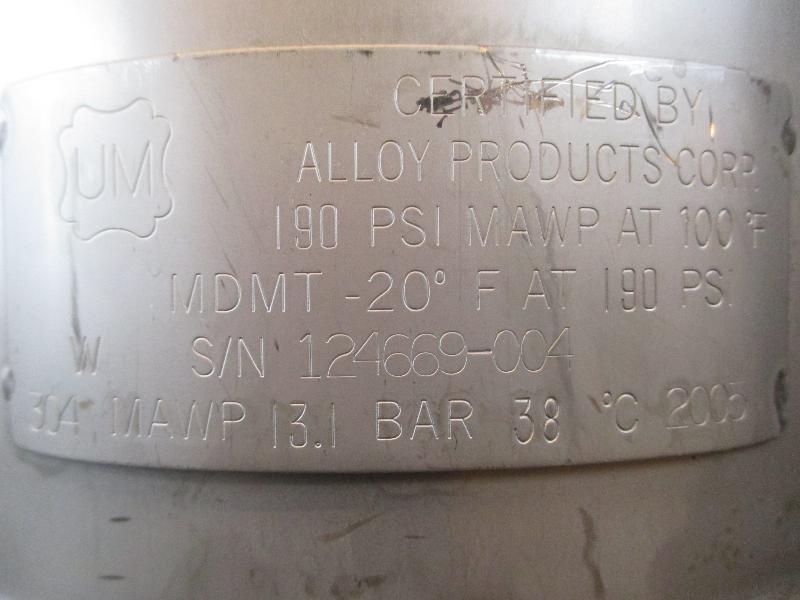 UM
CERTIFIED BY
ALLOY PRODUCTS CORP.
190 PSI MAWP AT 100 °F
MDMT -20° F AT 190 PSI
W S/N 124669-004
304 MAWP 13.1 BAR 38 °C 2005